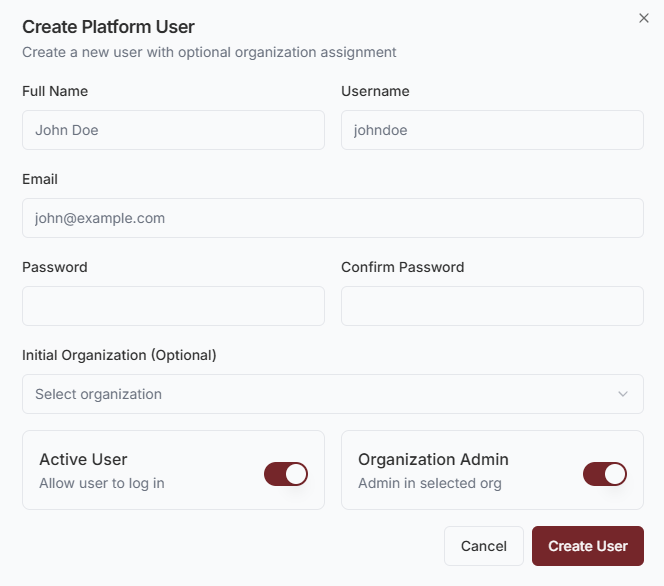 Create Platform User
Create a new user with optional organization assignment
Full Name
Username
John Doe
johndoe
Email
john@example.com
Password
Confirm Password
Initial Organization (Optional)
Select organization
Active User
Allow user to log in
Organization Admin
Admin in selected org
Cancel
Create User